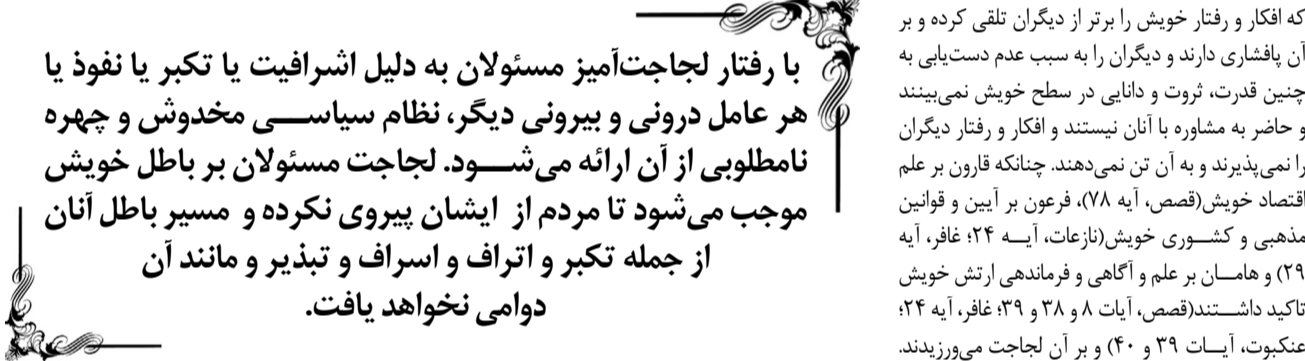 که افکار و رفتار خویش را برتر از دیگران تلقی کرده و بر
آن پافشاری دارند و دیگران را به سبب عدم دست‌یابی به
چنین قدرت، ثروت و دانایی در سطح خویش نمی‌بینند
و حاضر به مشاوره با آنان نیستند و افکار و رفتار دیگران
را نمی‌پذیرند و به آن تن نمی‌دهند. چنانکه قارون بر علم
اقتصاد خویش(قصص، آیه ۷۸)، فرعون بر آیین و قوانین
مذهبی و کشوری خویش(نازعات، آیه ۲۴؛ غافر، آیه
۲۹) و هامان بر علم و آگاهی و فرماندهی ارتش خویش
تاکید داشتند(قصص، آیات ۸ و ۳۸ و ۳۹؛ غافر، آیه ۲۴؛
عنکبوت، آیات ۳۹ و ۴۰) و بر آن لجاجت می‌ورزیدند.
با رفتار لجاجت‌آمیز مسئولان به دلیل اشرافیت یا تکبر یا نفوذ یا
هر عامل درونی و بیرونی دیگر، نظام سیاسی مخدوش و چهره
نامطلوبی از آن ارائه می‌شود. لجاجت مسئولان بر باطل خویش
موجب می‌شود تا مردم از ایشان پیروی نکرده و مسیر باطل آنان
از جمله تکبر و اتراف و اسراف و تبذیر و مانند آن
دوامی نخواهد یافت.